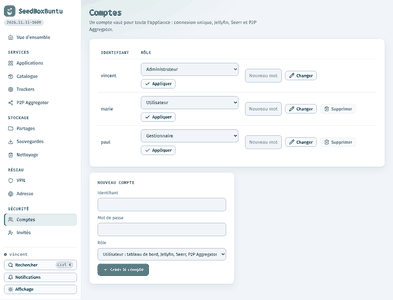 SeedBoxBuntu
Vue d'ensemble
SERVICES
Applications
Catalogue
Trackers
P2P Aggregator
STOCKAGE
Partages
Sauvegardes
Nettoyage
RÉSEAU
VPN
Adresse
SÉCURITÉ
Comptes
Invités
vincent
Rechercher Ctrl K
Notifications
Affichage
Comptes
Un compte vaut pour toute l'appliance : connexion unique, Jellyfin, Seerr et P2P
Aggregator.
IDENTIFIANT RÔLE
vincent Administrateur Nouveau mot Changer
Appliquer
marie Utilisateur Nouveau mot Changer Supprimer
Appliquer
paul Gestionnaire Nouveau mot Changer Supprimer
Appliquer
NOUVEAU COMPTE
Identifiant
Mot de passe
Rôle
Utilisateur : tableau de bord, Jellyfin, Seerr, P2P Aggregator
+ Créer le compte